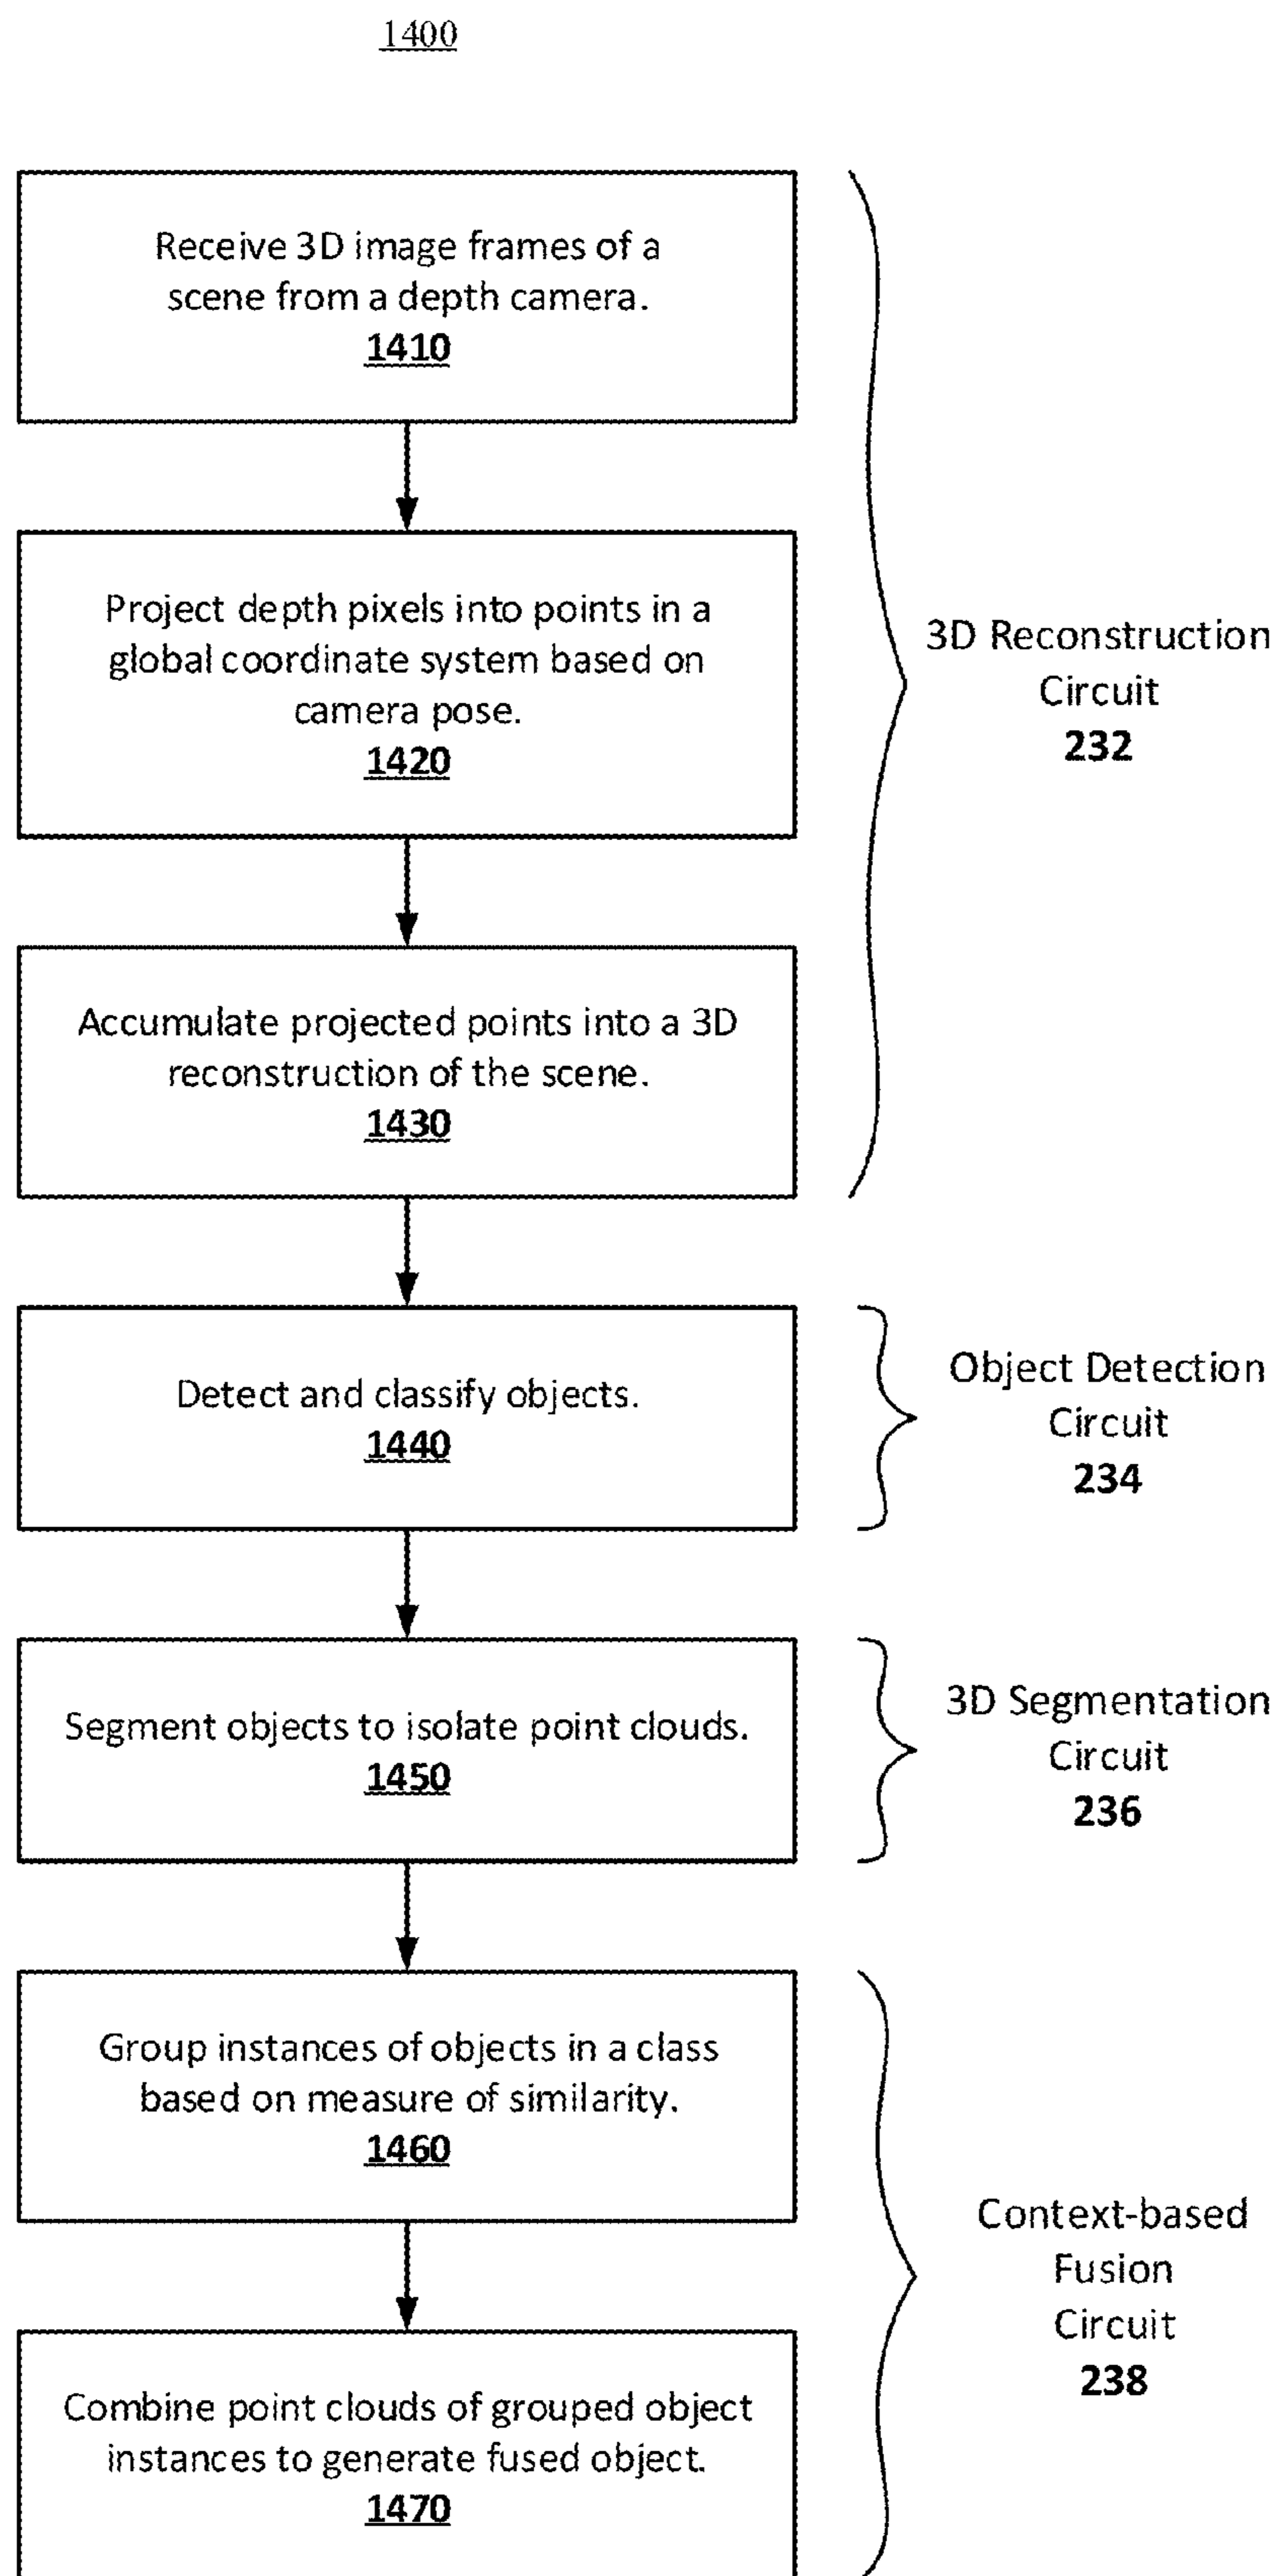 1400
Receive 3D image frames of a
scene from a depth camera.
1410
Project depth pixels into points in a
global coordinate system based on
camera pose.
1420
3D Reconstruction
Circuit
232
Accumulate projected points into a 3D
reconstruction of the scene.
1430
Detect and classify objects.
1440
Object Detection
Circuit
234
Segment objects to isolate point clouds.
1450
3D Segmentation
Circuit
236
Group instances of objects in a class
based on measure of similarity.
1460
Context-based
Fusion
Circuit
238
Combine point clouds of grouped object
instances to generate fused object.
1470